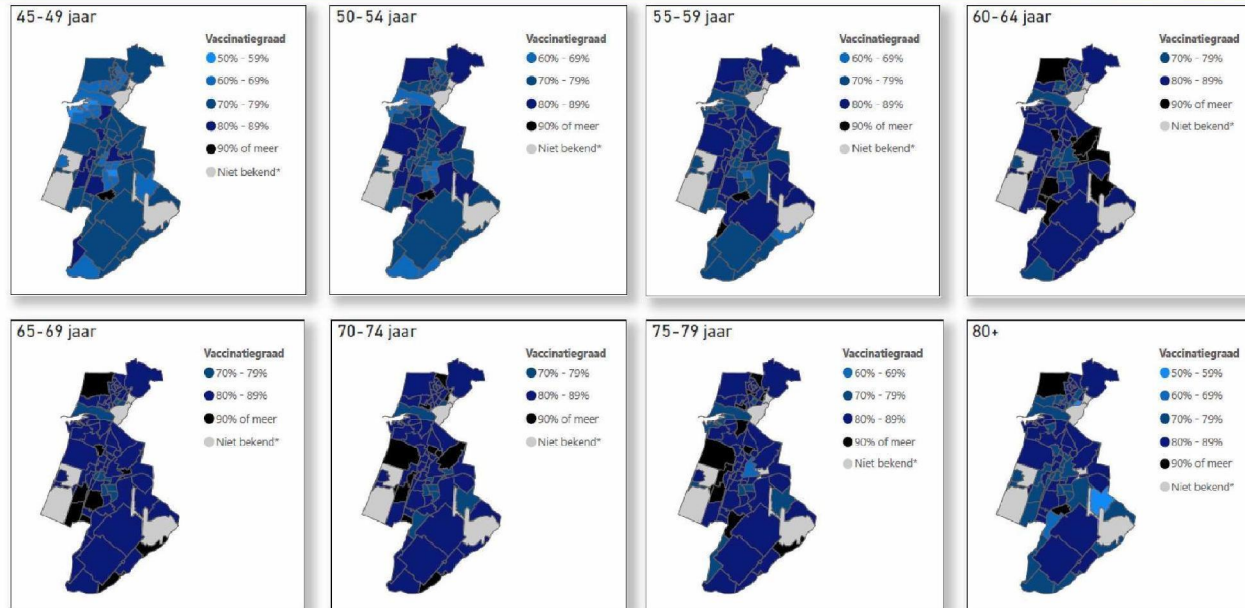 45-49 jaar
Vaccinatiegraad
50% - 59%
60% - 69%
70% - 79%
80% - 89%
90% of meer
Niet bekend*
50-54 jaar
Vaccinatiegraad
60% - 69%
70% - 79%
80% - 89%
90% of meer
Niet bekend*
55-59 jaar
Vaccinatiegraad
60% - 69%
70% - 79%
80% - 89%
90% of meer
Niet bekend*
60-64 jaar
Vaccinatiegraad
70% - 79%
80% - 89%
90% of meer
Niet bekend*
65-69 jaar
Vaccinatiegraad
70% - 79%
80% - 89%
90% of meer
Niet bekend*
70-74 jaar
Vaccinatiegraad
70% - 79%
80% - 89%
90% of meer
Niet bekend*
75-79 jaar
Vaccinatiegraad
60% - 69%
70% - 79%
80% - 89%
90% of meer
Niet bekend*
80+
Vaccinatiegraad
50% - 59%
60% - 69%
70% - 79%
80% - 89%
90% of meer
Niet bekend*